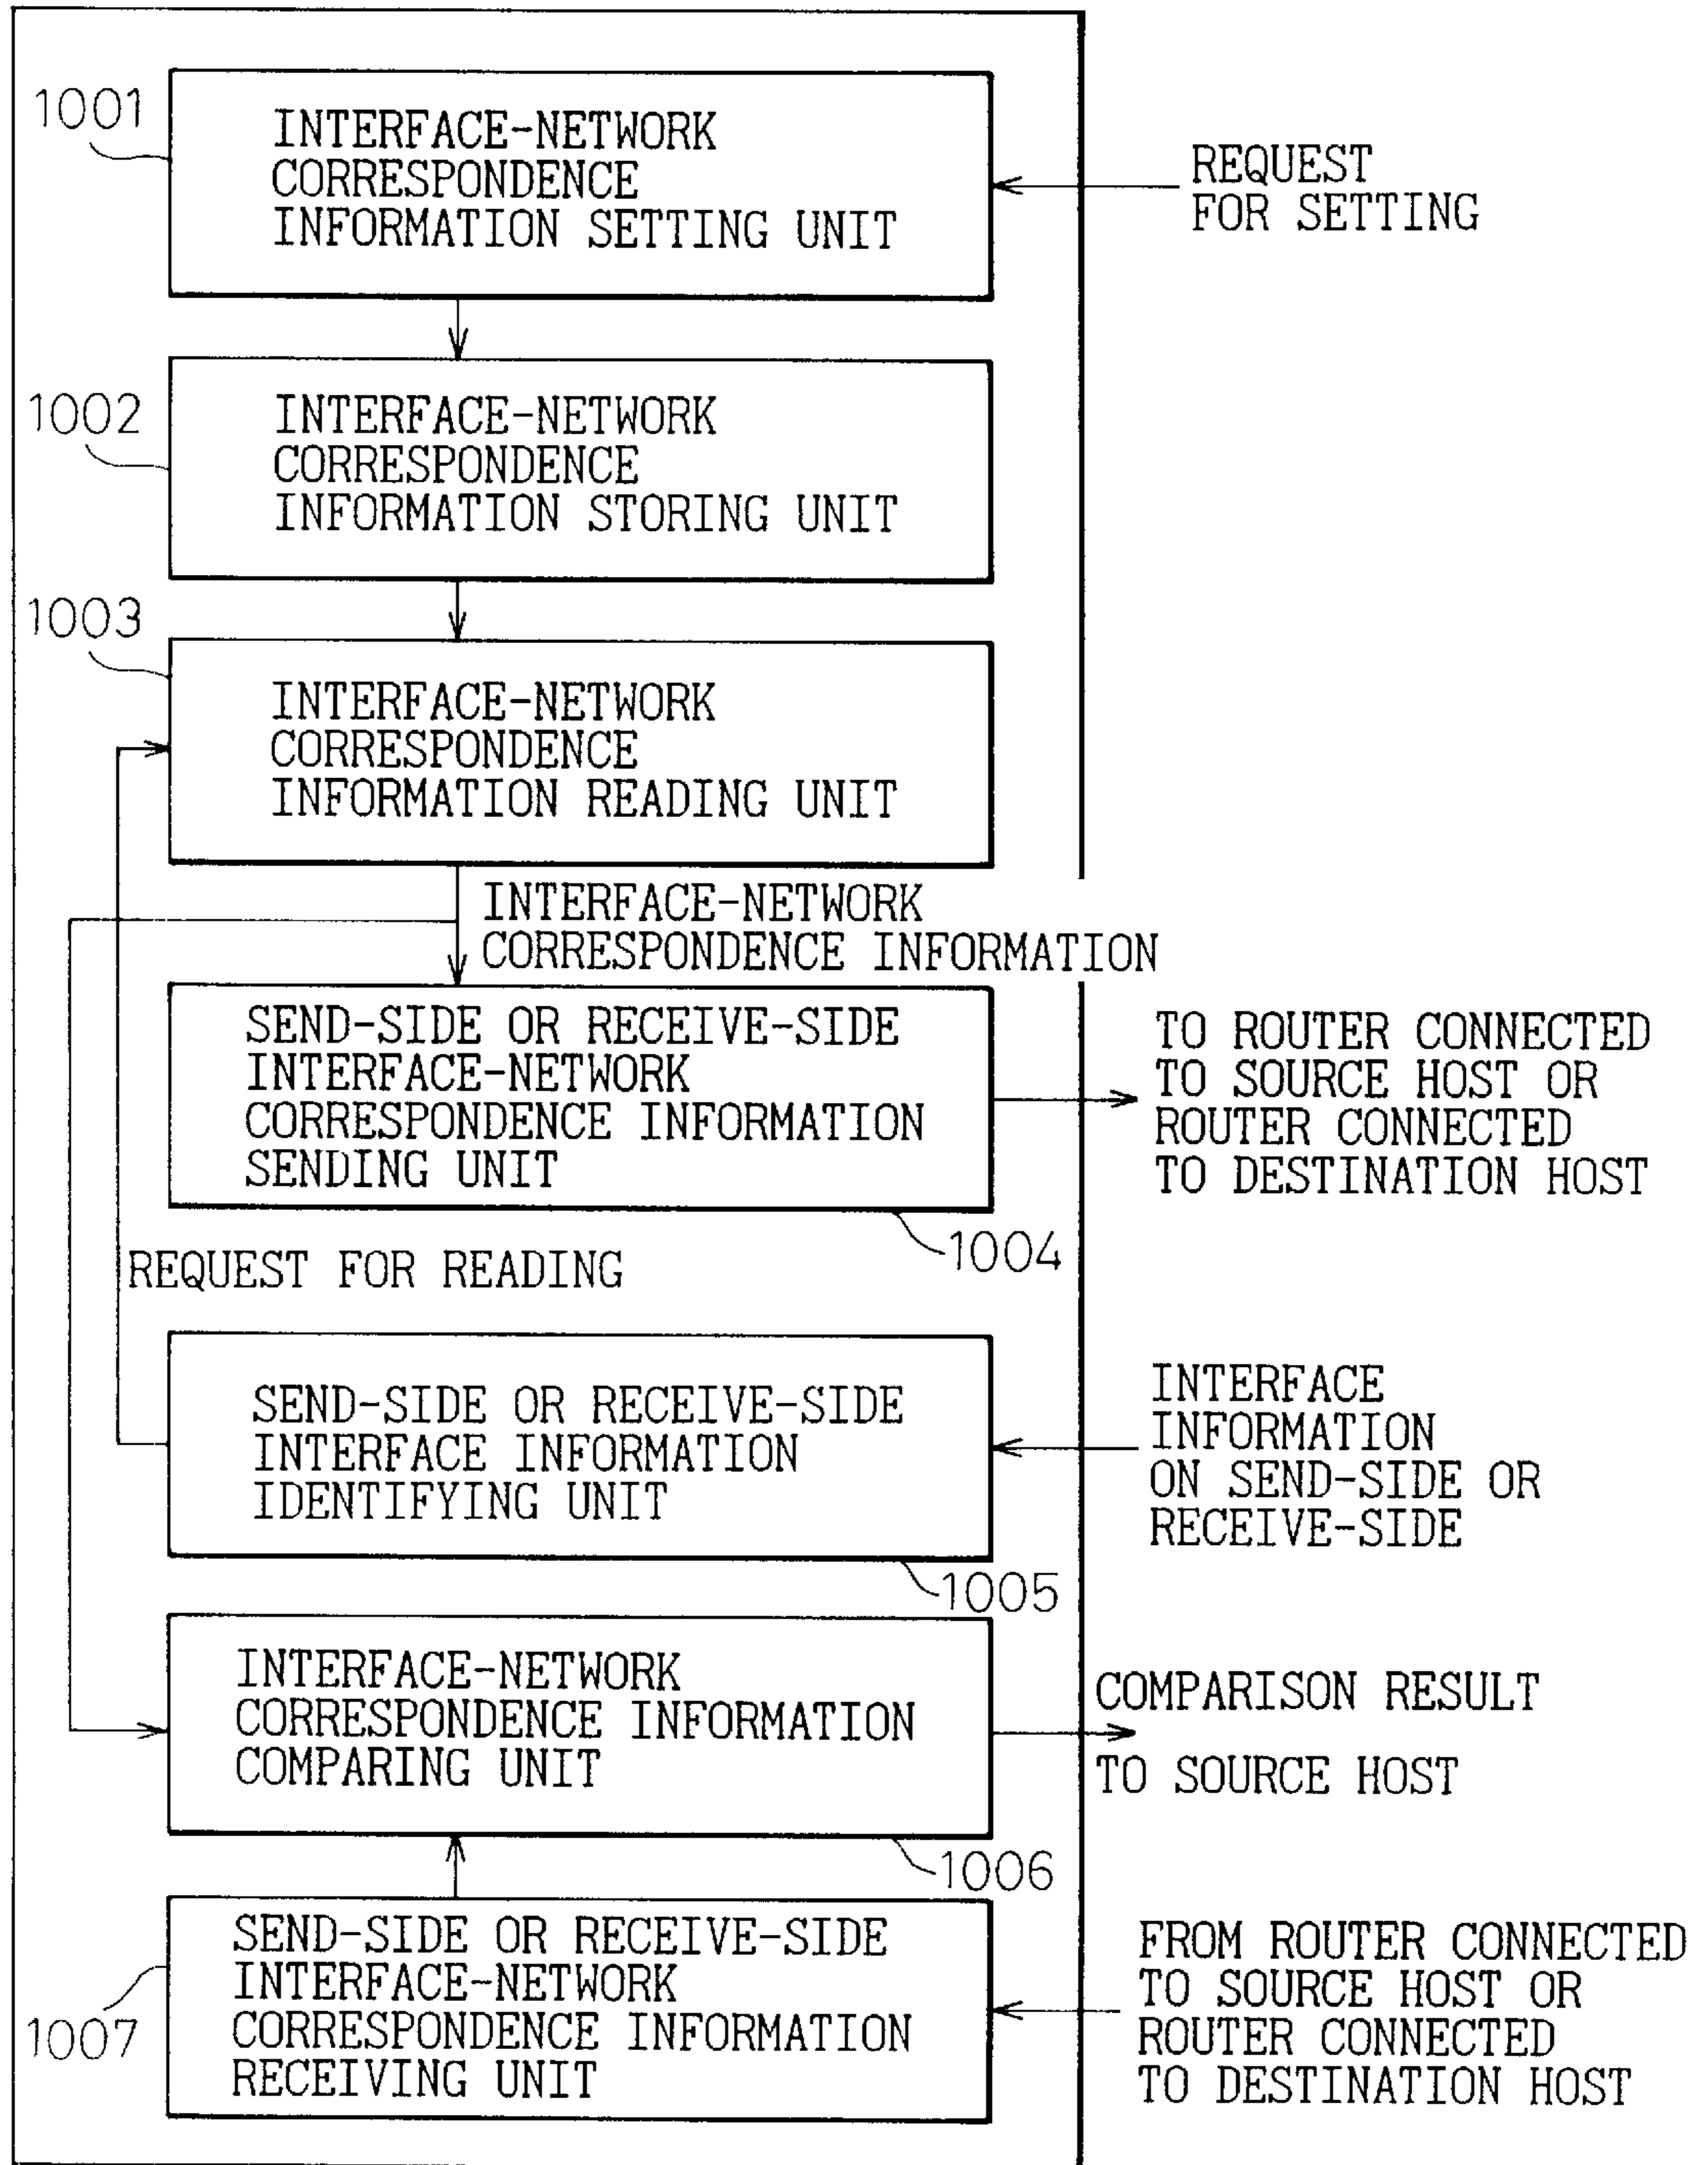 1001
INTERFACE-NETWORK
CORRESPONDENCE
INFORMATION SETTING UNIT
REQUEST
FOR SETTING
1002
INTERFACE-NETWORK
CORRESPONDENCE
INFORMATION STORING UNIT
1003
INTERFACE-NETWORK
CORRESPONDENCE
INFORMATION READING UNIT
INTERFACE-NETWORK
CORRESPONDENCE INFORMATION
SEND-SIDE OR RECEIVE-SIDE
INTERFACE-NETWORK
CORRESPONDENCE INFORMATION
SENDING UNIT
TO ROUTER CONNECTED
TO SOURCE HOST OR
ROUTER CONNECTED
TO DESTINATION HOST
1004
REQUEST FOR READING
SEND-SIDE OR RECEIVE-SIDE
INTERFACE INFORMATION
IDENTIFYING UNIT
INTERFACE
INFORMATION
ON SEND-SIDE OR
RECEIVE-SIDE
1005
INTERFACE-NETWORK
CORRESPONDENCE INFORMATION
COMPARING UNIT
COMPARISON RESULT
TO SOURCE HOST
1006
SEND-SIDE OR RECEIVE-SIDE
INTERFACE-NETWORK
CORRESPONDENCE INFORMATION
RECEIVING UNIT
1007
FROM ROUTER CONNECTED
TO SOURCE HOST OR
ROUTER CONNECTED
TO DESTINATION HOST